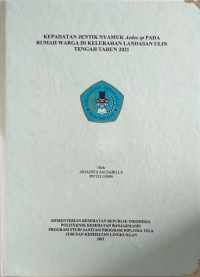 KEPADATAN JENTIK NYAMUK Aedes sp PADA
RUMAH WARGA DI KELURAHAN LANDASAN ULIN
TENGAH TAHUN 2021
Oleh
KEMENTERIAN KESEHATAN REPUBLIK INDONESIA
POLITEKNIK KESEHATAN BANJARMASIN
PROGRAM STUDI SANITASI PROGRAM DIPLOMA TIGA
JURUSAN KESEHATAN LINGKUNGAN
2021